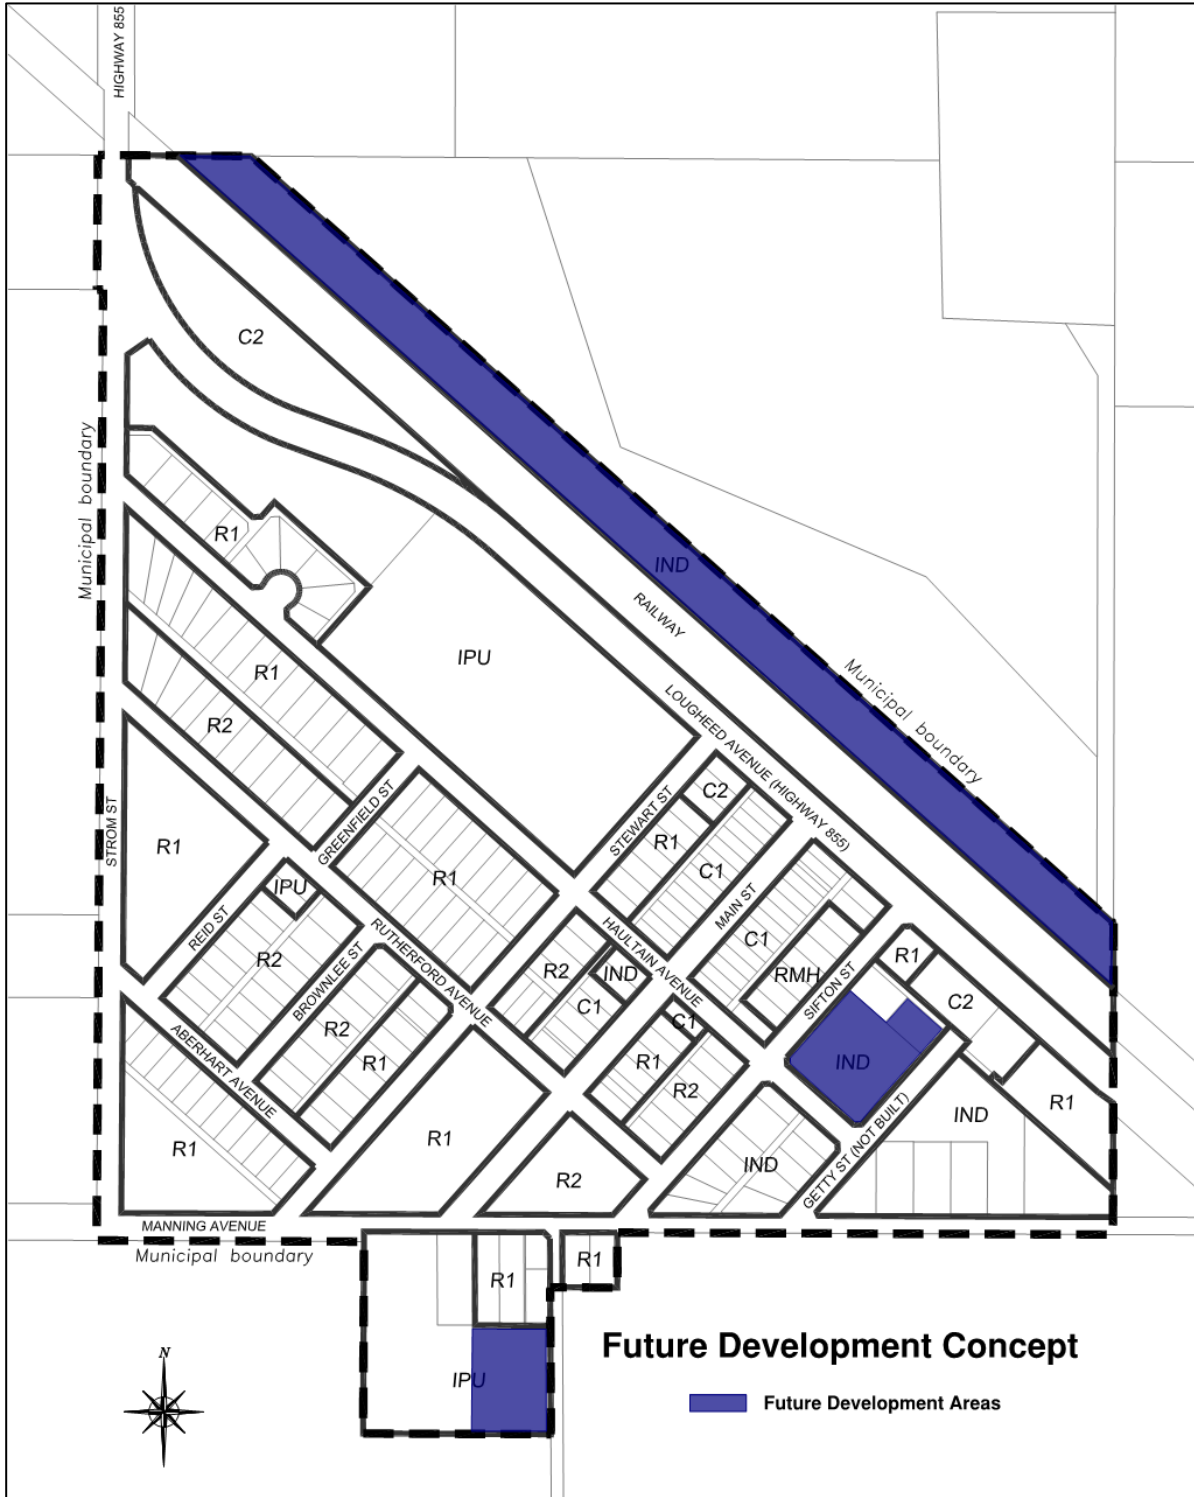 HIGHWAY 855
C2
Municipal boundary
R1
IND
RAILWAY
IPU
R1
Municipal boundary
R2
LOUGHEED AVENUE (HIGHWAY 855)
STROM ST
GREENFIELD ST
STEWART ST
C2
R1
R1
C1
MAIN ST
R1
IPU
REID ST
RUTHERFORD AVENUE
HAULTAIN AVENUE
C1
R2
BROWNLEE ST
R2
IND
RMH
SIFTON ST
R1
C2
C1
C1
R2
R1
R1
R2
IND
ABERHART AVENUE
R1
R1
R2
IND
GETTY ST (NOT BUILT)
IND
R1
MANNING AVENUE
Municipal boundary
R1
R1
IPU
N
Future Development Concept
Future Development Areas